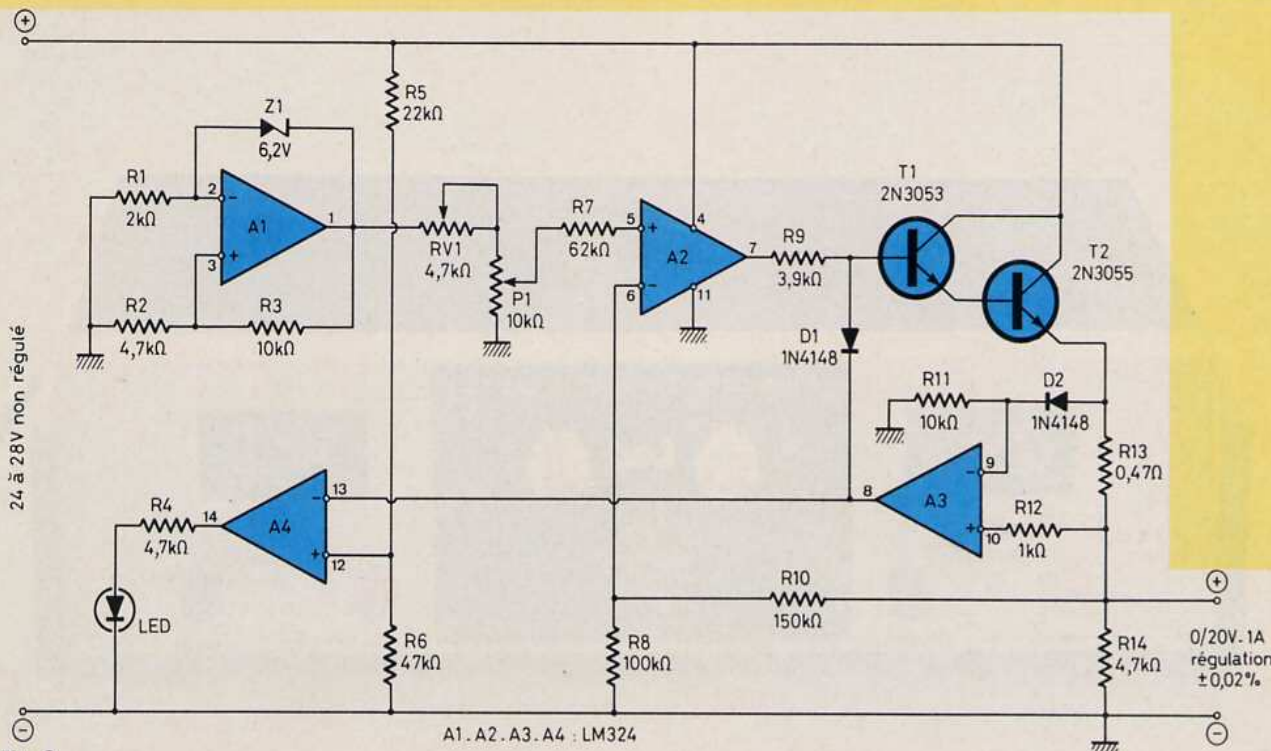 +
R5
22kΩ
Z1
6,2V
R1
2kΩ
2
-
A1
1
+
3
R2
4,7kΩ
R3
10kΩ
RV1
4,7kΩ
P1
10kΩ
R7
62kΩ
5
+
4
A2
7
6
-
11
R9
3,9kΩ
T1
2N3053
T2
2N3055
D1
1N4148
R11
10kΩ
D2
1N4148
R13
0,47Ω
9
-
8
A3
+
10
R12
1kΩ
24 à 28V non régulé
13
-
14
A4
+
12
R4
4,7kΩ
LED
R6
47kΩ
R8
100kΩ
R10
150kΩ
+
R14
4,7kΩ
0/20V.1A
régulation
±0,02%
-
-
A1.A2.A3.A4 : LM324